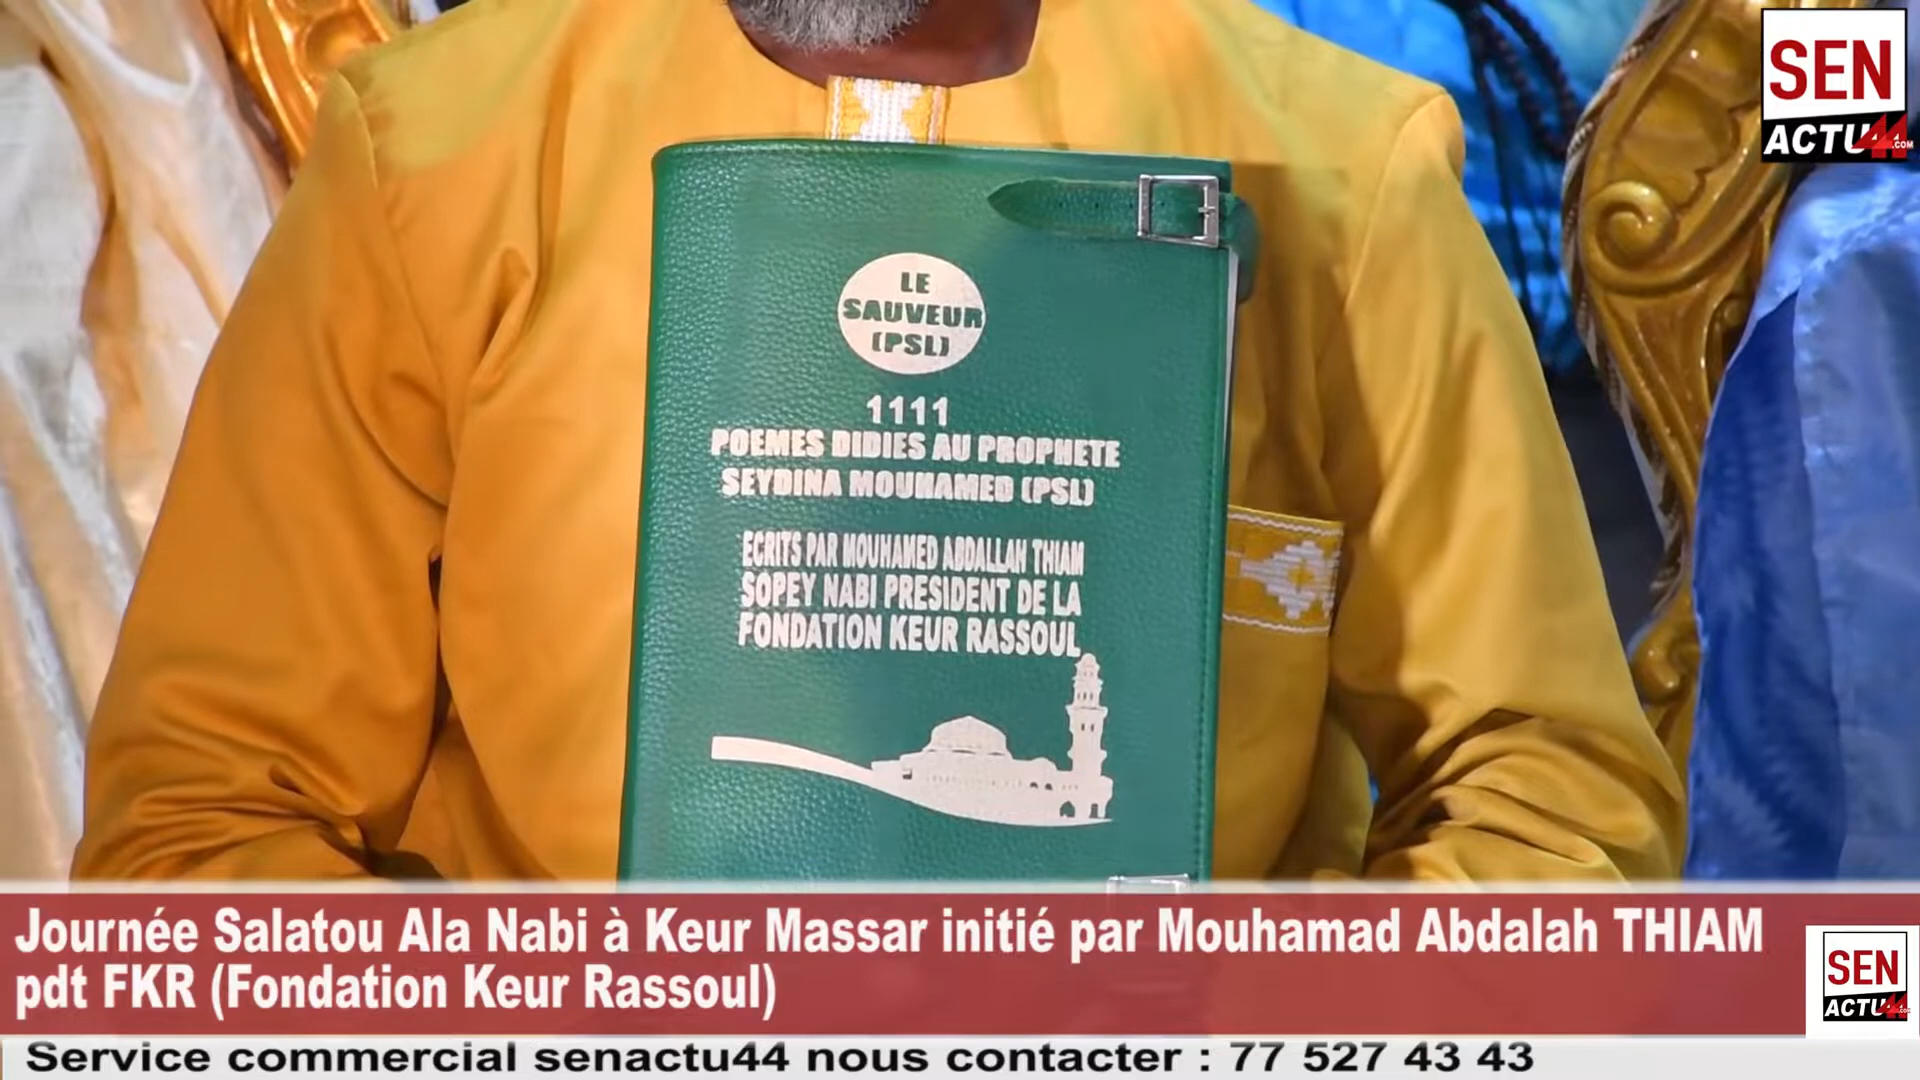 SEN
ACTU44.com
LE
SAUVEUR
(PSL)
1111
POEMES DIDIES AU PROPHETE
SEYDINA MOUHAMED (PSL)
ECRITS PAR MOUHAMED ABDALLAH THIAM
SOPEY NABI PRESIDENT DE LA
FONDATION KEUR RASSOUL
Journée Salatou Ala Nabi à Keur Massar initié par Mouhamad Abdalah THIAM
pdt FKR (Fondation Keur Rassoul)
SEN
ACTU44.com
Service commercial senactu44 nous contacter : 77 527 43 43